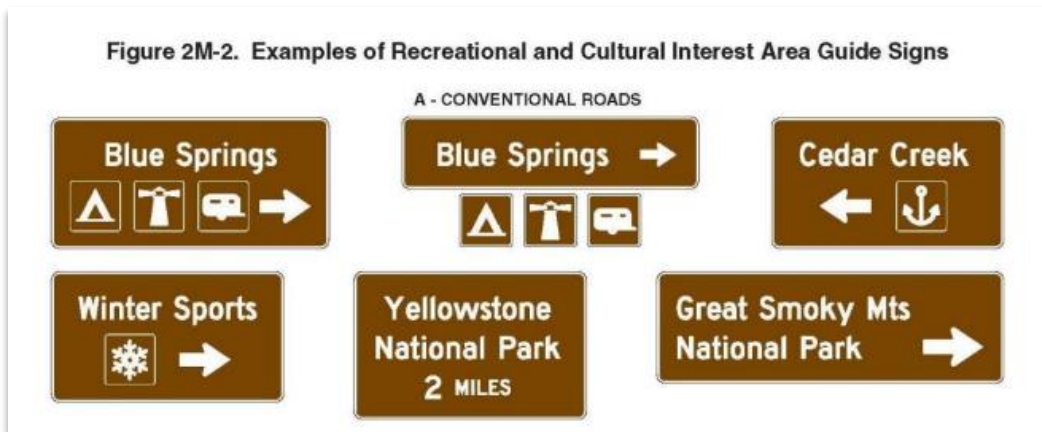 Figure 2M-2. Examples of Recreational and Cultural Interest Area Guide Signs
A - CONVENTIONAL ROADS
Blue Springs
Blue Springs
Cedar Creek
Winter Sports
Yellowstone
National Park
2 MILES
Great Smoky Mts
National Park